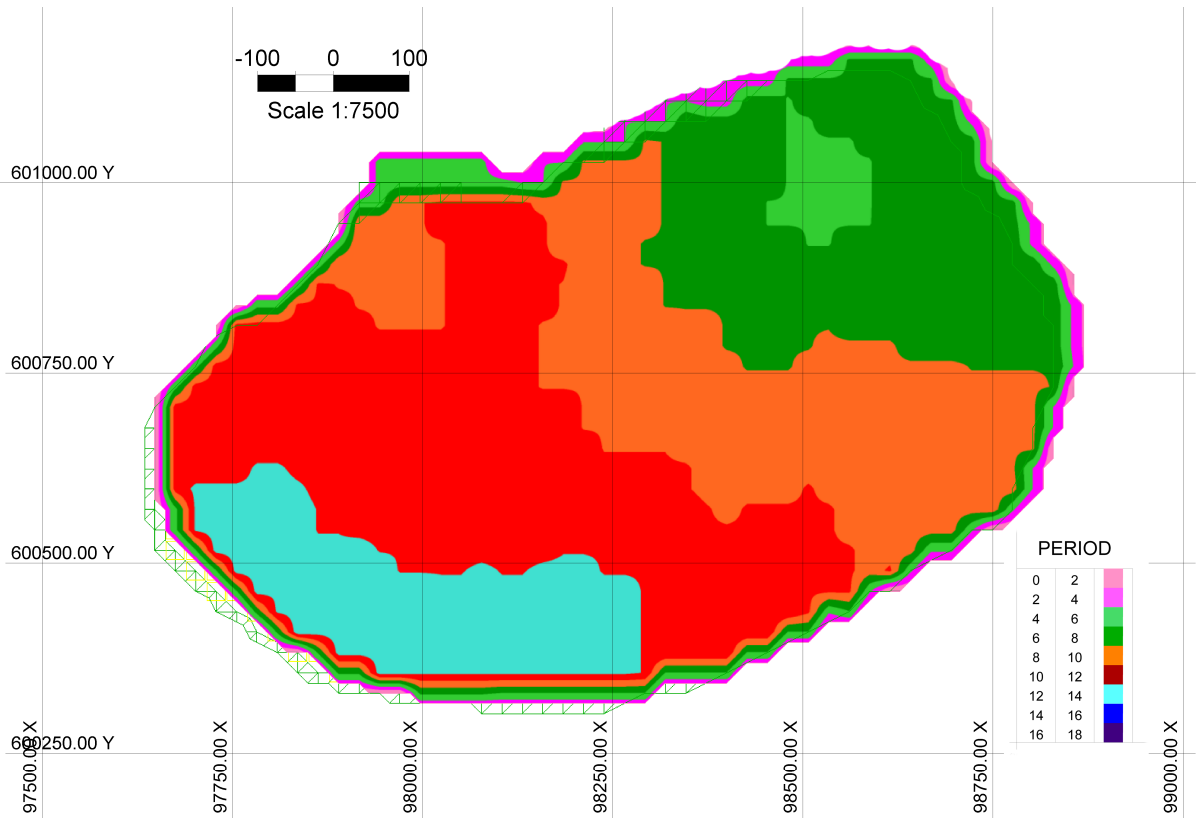 -100 0 100
Scale 1:7500
601000.00 Y
600750.00 Y
600500.00 Y
600250.00 Y
97500.00 X
97750.00 X
98000.00 X
98250.00 X
98500.00 X
98750.00 X
99000.00 X
PERIOD
0 2
2 4
4 6
6 8
8 10
10 12
12 14
14 16
16 18